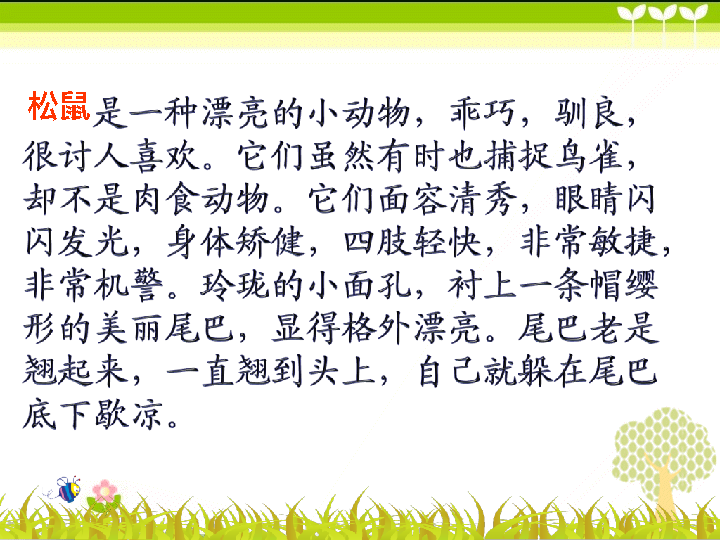 松鼠是一种漂亮的小动物，乖巧，驯良，
很讨人喜欢。它们虽然有时也捕捉鸟雀，
却不是肉食动物。它们面容清秀，眼睛闪
闪发光，身体矫健，四肢轻快，非常敏捷，
非常机警。玲珑的小面孔，衬上一条帽缨
形的美丽尾巴，显得格外漂亮。尾巴老是
翘起来，一直翘到头上，自己就躲在尾巴
底下歇凉。